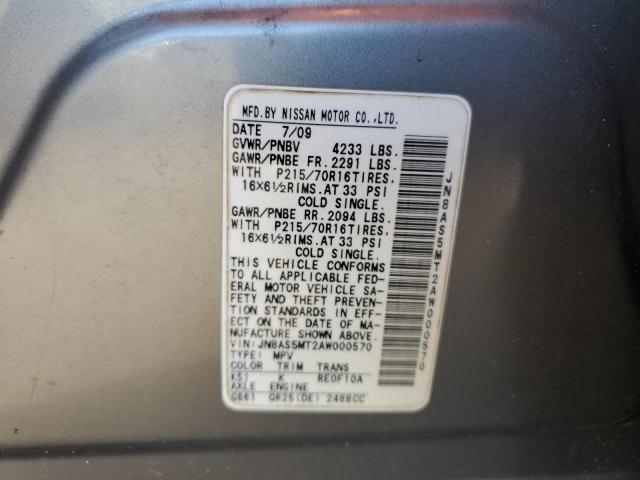 MFD.BY NISSAN MOTOR CO.,LTD.
DATE 7/09
GVWR/PNBV 4233 LBS.
GAWR/PNBE FR. 2291 LBS.
WITH P215/70R16TIRES.
16X6½RIMS.AT 33 PSI
COLD SINGLE.
GAWR/PNBE RR. 2094 LBS.
WITH P215/70R16TIRES.
16X6½RIMS.AT 33 PSI
COLD SINGLE.
THIS VEHICLE CONFORMS
TO ALL APPLICABLE FED-
ERAL MOTOR VEHICLE SA-
FETY AND THEFT PREVEN-
TION STANDARDS IN EFF-
ECT ON THE DATE OF MA-
NUFACTURE SHOWN ABOVE.
VIN:JN8AS5MT2AW000570
TYPE: MPV
COLOR TRIM TRANS
K51 K RE0F10A
AXLE ENGINE
GB61 QR25(DE) 2488CC
JN8AS5MT2AW000570